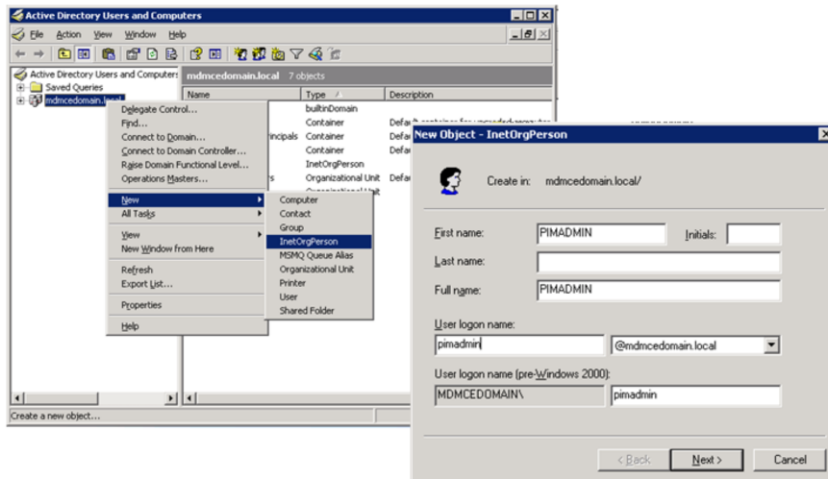 Active Directory Users and Computers
File Action View Window Help
Active Directory Users and Computers
Saved Queries
mdmcedomain.local
mdmcedomain.local 7 objects
Name Type Description
builtinDomain
Container
Container
Container
InetOrgPerson
Organizational Unit
Delegate Control...
Find...
Connect to Domain...
Connect to Domain Controller...
Raise Domain Functional Level...
Operations Masters...
New
All Tasks
View
New Window from Here
Refresh
Export List...
Properties
Help
Computer
Contact
Group
InetOrgPerson
MSMQ Queue Alias
Organizational Unit
Printer
User
Shared Folder
Create a new object...
New Object - InetOrgPerson
Create in: mdmcedomain.local/
First name: PIMADMIN Initials:
Last name:
Full name: PIMADMIN
User logon name:
pimadmin @mdmcedomain.local
User logon name (pre-Windows 2000):
MDMCEDOMAIN\ pimadmin
< Back Next > Cancel